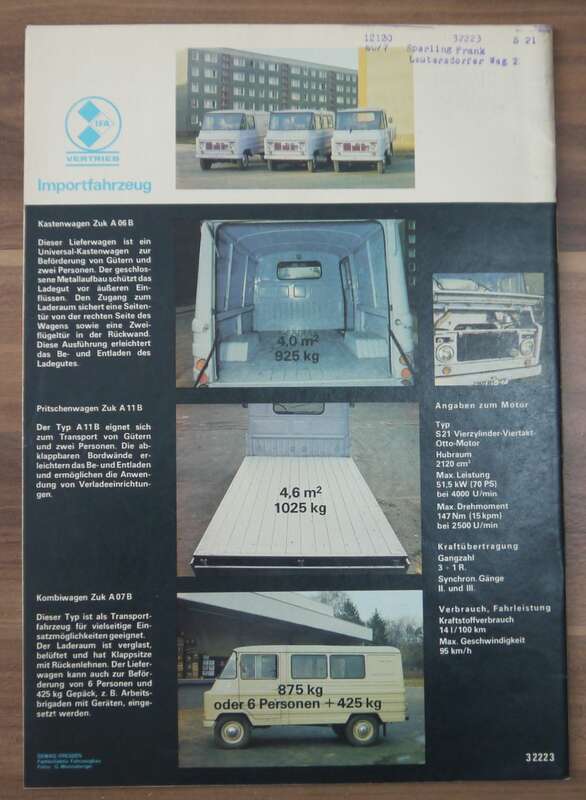 12120 32223 S 21
Sperling Frank
Leutersdorfer Weg 2
IFA
VERTRIEB
Importfahrzeug
Kastenwagen Zuk A 06 B
Dieser Lieferwagen ist ein
Universal-Kastenwagen zur
Beförderung von Gütern und
zwei Personen. Der geschlos-
sene Metallaufbau schützt das
Ladegut vor äußeren Ein-
flüssen. Den Zugang zum
Laderaum sichert eine Seiten-
tür von der rechten Seite des
Wagens sowie eine Zwei-
flügeltür in der Rückwand.
Diese Ausführung erleichtert
das Be- und Entladen des
Ladegutes.
4,0 m²
925 kg
Pritschenwagen Zuk A 11 B
Der Typ A 11 B eignet sich
zum Transport von Gütern
und zwei Personen. Die ab-
klappbaren Bordwände er-
leichtern das Be- und Entladen
und ermöglichen die Anwen-
dung von Verladeeinrichtun-
gen.
4,6 m²
1025 kg
Kombiwagen Zuk A 07 B
Dieser Typ ist als Transport-
fahrzeug für vielseitige Ein-
satzmöglichkeiten geeignet.
Der Laderaum ist verglast,
belüftet und hat Klappsitze
mit Rückenlehnen. Der Liefer-
wagen kann auch zur Beför-
derung von 6 Personen und
425 kg Gepäck, z. B. Arbeits-
brigaden mit Geräten, einge-
setzt werden.
875 kg
oder 6 Personen + 425 kg
Angaben zum Motor
Typ
S21 Vierzylinder-Viertakt-
Otto-Motor
Hubraum
2120 cm³
Max. Leistung
51,5 kW (70 PS)
bei 4000 U/min
Max. Drehmoment
147 Nm (15 kpm)
bei 2500 U/min
Kraftübertragung
Gangzahl
3 + 1 R.
Synchron. Gänge
II. und III.
Verbrauch, Fahrleistung
Kraftstoffverbrauch
14 l/100 km
Max. Geschwindigkeit
95 km/h
DEWAG DRESDEN
32223